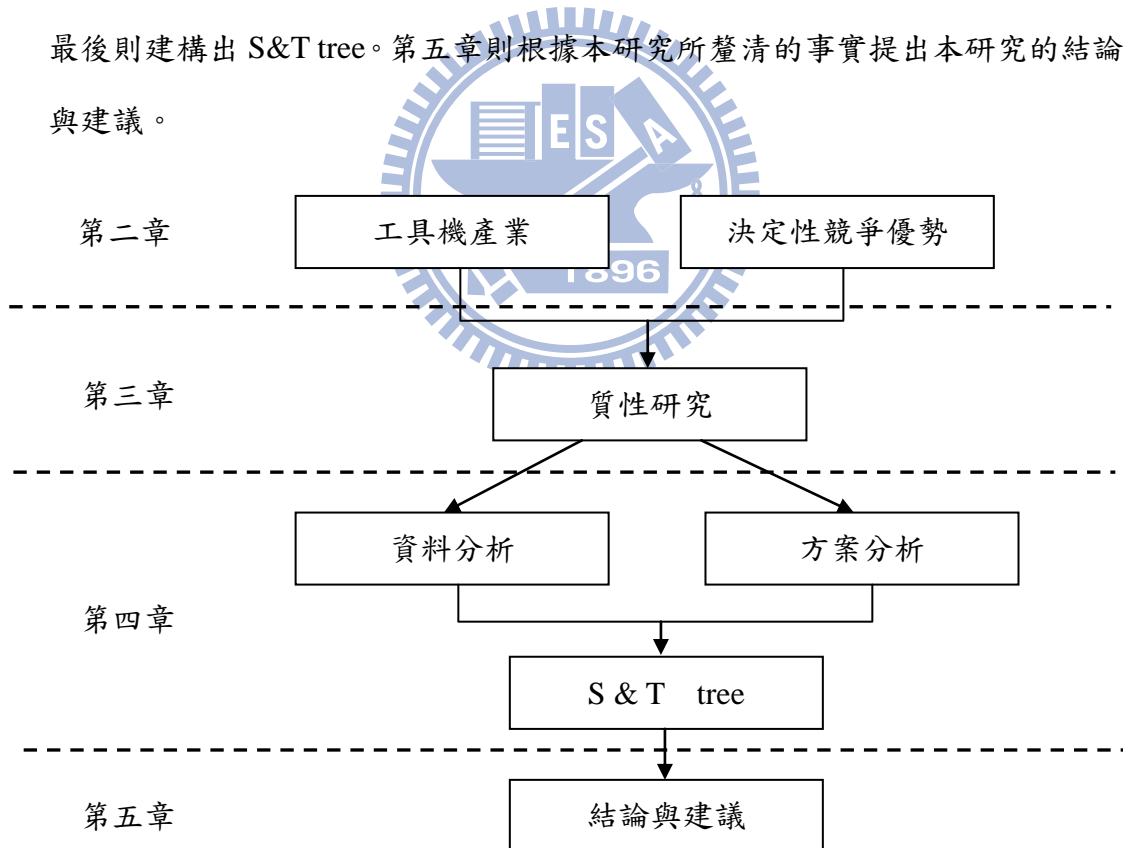 最後則建構出 S&T tree。第五章則根據本研究所釐清的事實提出本研究的結論
與建議。
E S A
第二章 工具機產業 決定性競爭優勢
1896
第三章 質性研究
資料分析 方案分析
第四章
S & T tree
第五章 結論與建議